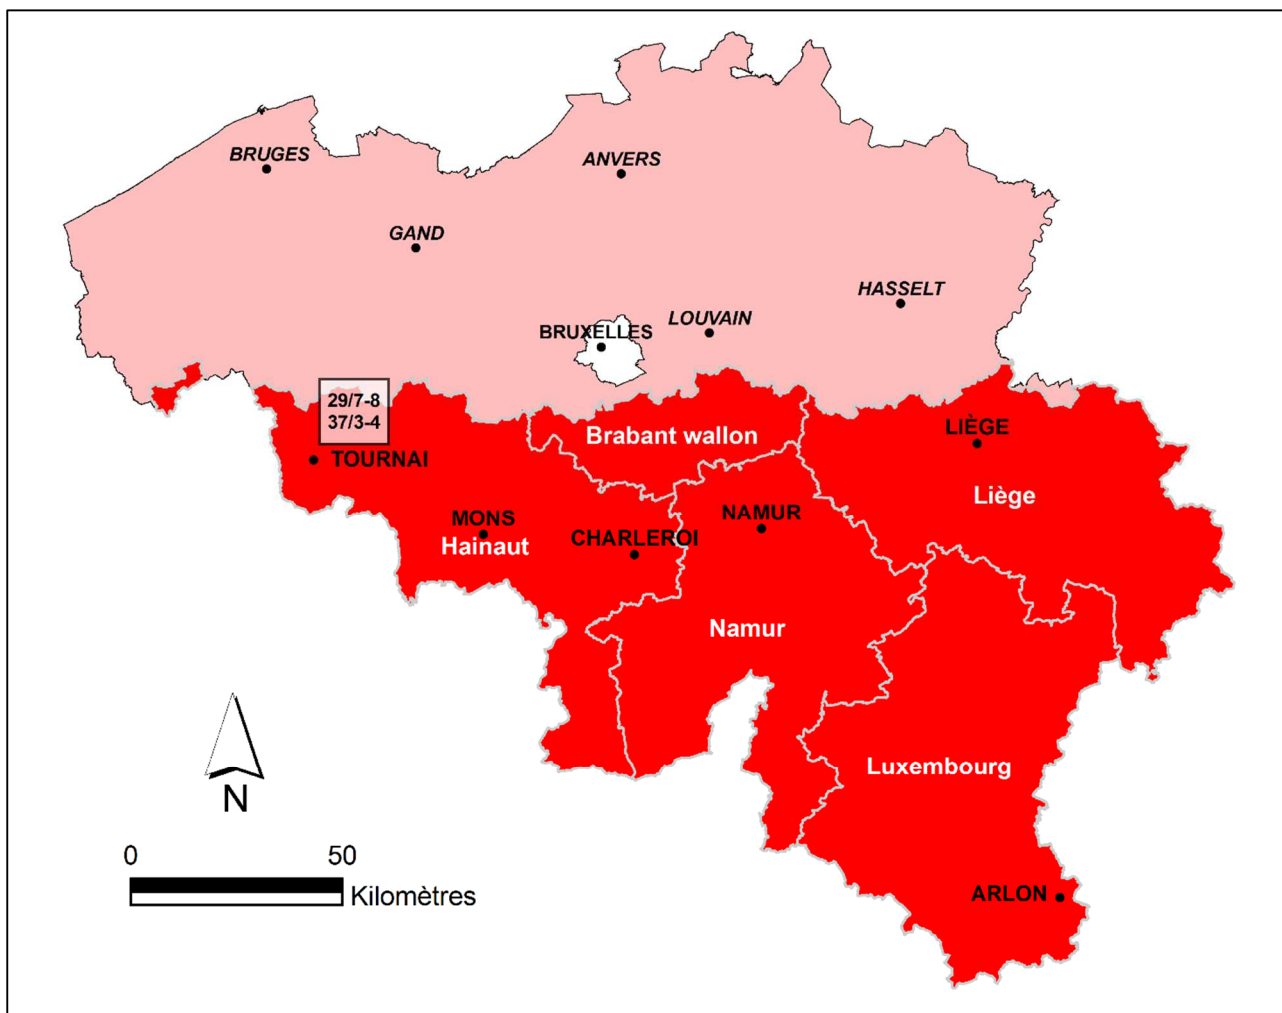 BRUGES
ANVERS
GAND
HASSELT
LOUVAIN
BRUXELLES
29/7-8
37/3-4
Brabant wallon
LIÈGE
TOURNAI
Liège
MONS
NAMUR
Hainaut
CHARLEROI
Namur
Luxembourg
N
0 50
Kilomètres
ARLON